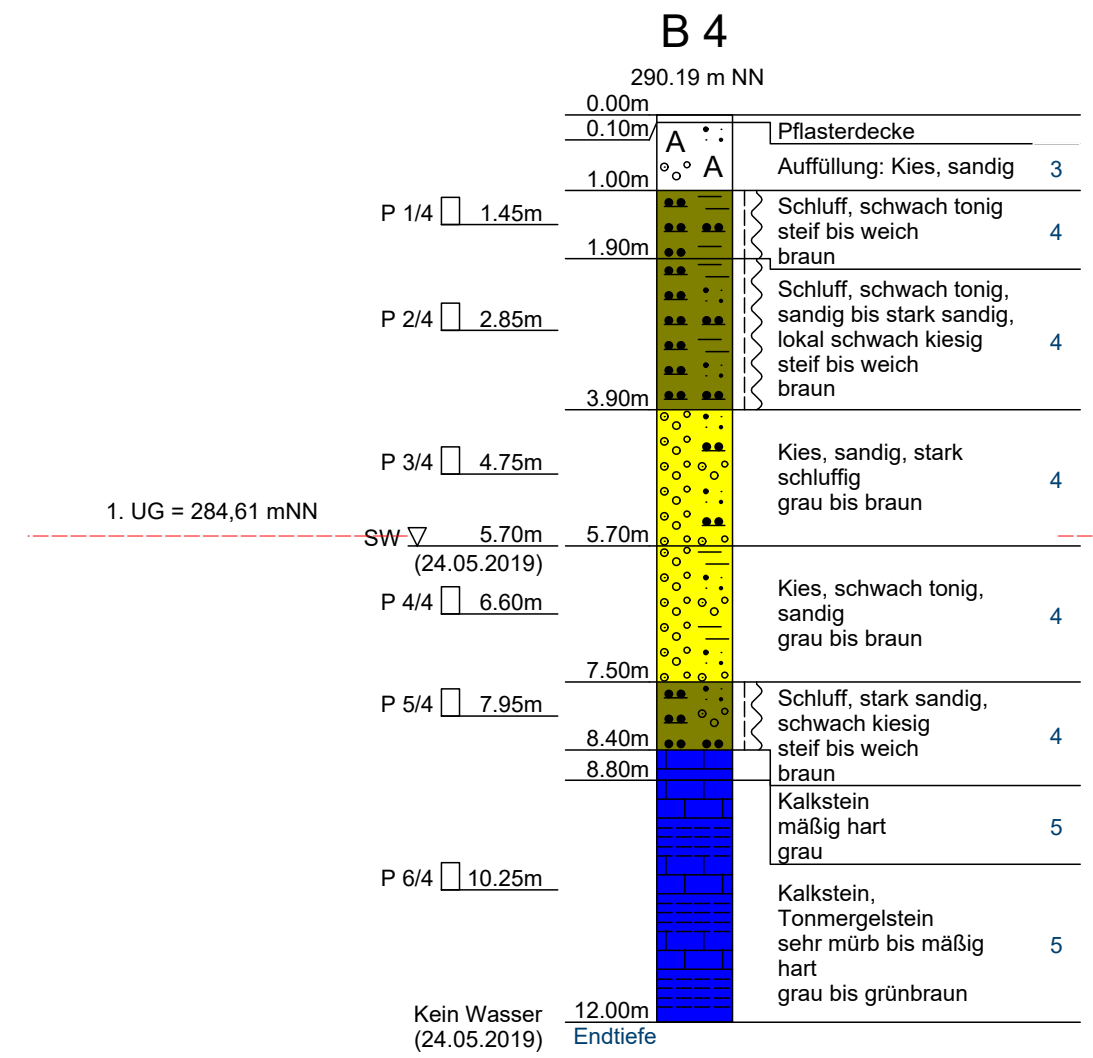 B 4
290.19 m NN
0.00m
0.10m
Pflasterdecke
A
A
Auffüllung: Kies, sandig 3
1.00m
P 1/4 1.45m
Schluff, schwach tonig
steif bis weich
braun
4
1.90m
P 2/4 2.85m
Schluff, schwach tonig,
sandig bis stark sandig,
lokal schwach kiesig
steif bis weich
braun
4
3.90m
P 3/4 4.75m
Kies, sandig, stark
schluffig
grau bis braun
4
1. UG = 284,61 mNN
SW 5.70m
(24.05.2019)
5.70m
P 4/4 6.60m
Kies, schwach tonig,
sandig
grau bis braun
4
7.50m
P 5/4 7.95m
Schluff, stark sandig,
schwach kiesig
steif bis weich
braun
4
8.40m
8.80m
Kalkstein
mäßig hart
grau
5
P 6/4 10.25m
Kalkstein,
Tonmergelstein
sehr mürb bis mäßig
hart
grau bis grünbraun
5
Kein Wasser
(24.05.2019)
12.00m
Endtiefe